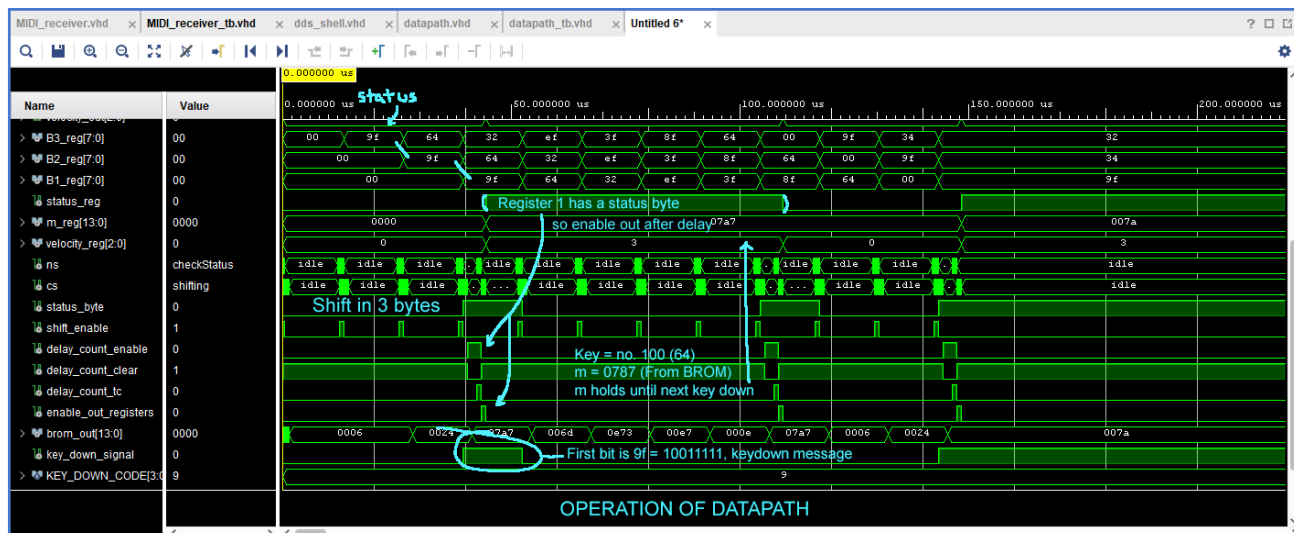 MIDI_receiver.vhd × MIDI_receiver_tb.vhd × dds_shell.vhd × datapath.vhd × datapath_tb.vhd × Untitled 6* ×
0.000000 us
status
0.000000 us 50.000000 us 100.000000 us 150.000000 us 200.000000 us
Name Value
B3_reg[7:0] 00 00 9f 64 32 ef 3f 8f 64 00 9f 34 32
B2_reg[7:0] 00 00 9f 64 32 ef 3f 8f 64 00 9f 34
B1_reg[7:0] 00 00 9f 64 32 ef 3f 8f 64 00 9f
status_reg 0 Register 1 has a status byte
m_reg[13:0] 0000 0000 so enable out after delay 07a7 007a
velocity_reg[2:0] 0 0 3 0 3
ns checkStatus idle idle idle . idle idle idle idle idle . idle idle idle . idle
cs shifting idle idle idle ... idle idle idle idle ... idle idle . idle
status_byte 0 Shift in 3 bytes
shift_enable 1
delay_count_enable 0 Key = no. 100 (64)
delay_count_clear 1 m = 0787 (From BROM)
delay_count_tc 0 m holds until next key down
enable_out_registers 0
brom_out[13:0] 0000 0006 0024 07a7 006d 0e73 00e7 000e 07a7 0006 0024 007a
key_down_signal 0 First bit is 9f = 10011111, keydown message
KEY_DOWN_CODE[3:0 9 9
OPERATION OF DATAPATH